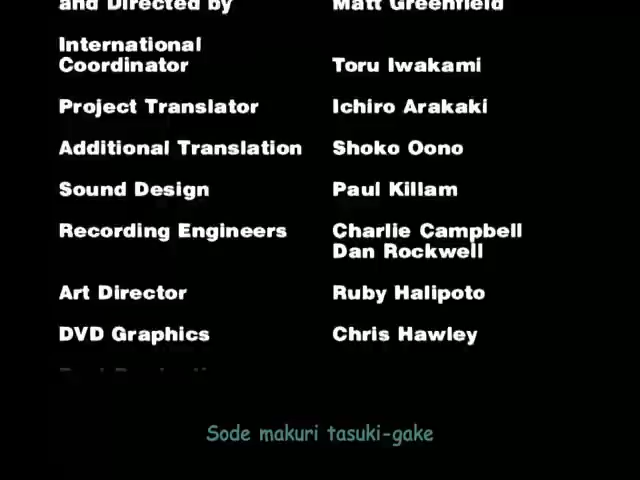 and Directed by Matt Greenfield
International
Coordinator Toru Iwakami
Project Translator Ichiro Arakaki
Additional Translation Shoko Oono
Sound Design Paul Killam
Recording Engineers Charlie Campbell
Dan Rockwell
Art Director Ruby Halipoto
DVD Graphics Chris Hawley
Sode makuri tasuki-gake